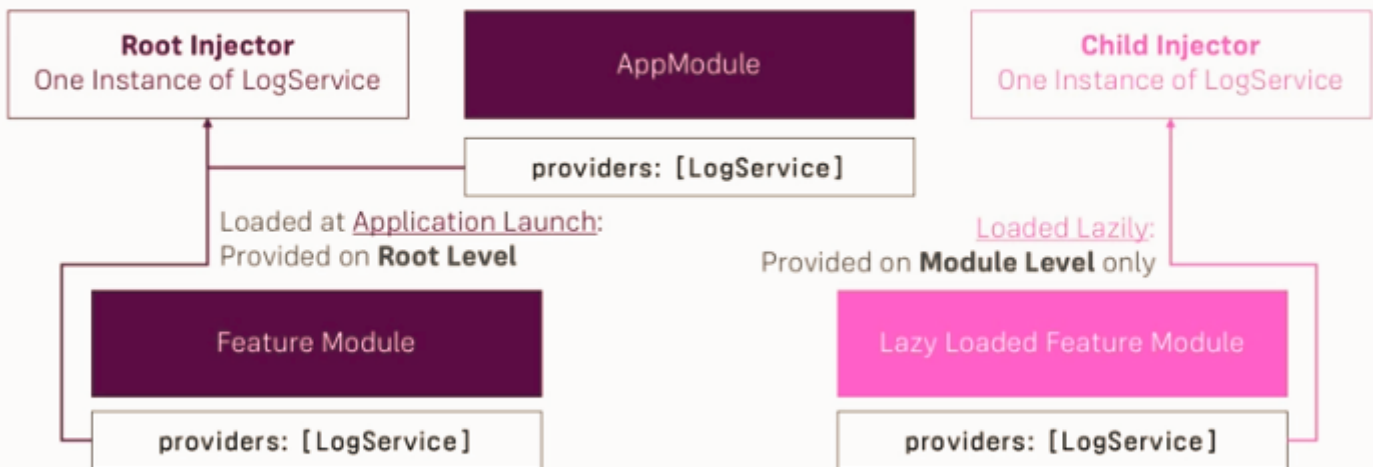 Root Injector
One Instance of LogService
AppModule
Child Injector
One Instance of LogService
providers: [LogService]
Loaded at Application Launch:
Provided on Root Level
Loaded Lazily:
Provided on Module Level only
Feature Module
Lazy Loaded Feature Module
providers: [LogService]
providers: [LogService]